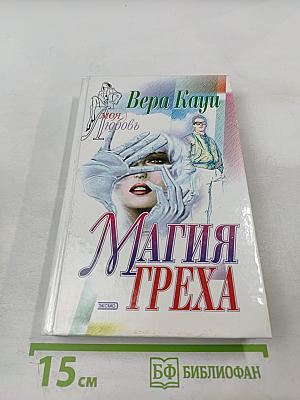 Вера Кауи
моя
Любовь
МАГИЯ
ГРЕХА
ЭКСМО
15 см
БФ БИБЛИОФАН